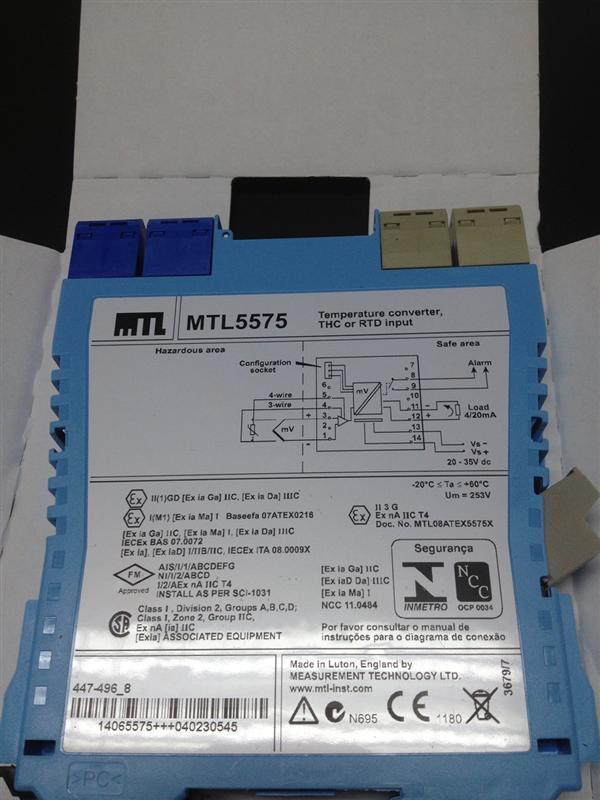 MTL
MTL5575
Temperature converter,
THC or RTD input
Hazardous area
Safe area
Configuration
socket
Alarm
4-wire
3-wire
mV
mV
6
5
4
3
2
1
+
-
7
8
9
10
11
12
13
14
-
+
Load
4/20mA
Vs -
Vs +
20 - 35V dc
-20°C ≤ Ta ≤ +60°C
Um = 253V
Ex
II(1)GD [Ex ia Ga] IIC, [Ex ia Da] IIIC
Ex
I(M1) [Ex ia Ma] I Baseefa 07ATEX0216
[Ex ia Ga] IIC, [Ex ia Ma] I, [Ex ia Da] IIIC
IECEx BAS 07.0072
[Ex ia], [Ex iaD] I/IIB/IIC, IECEx ITA 08.0009X
Ex
II 3 G
Ex nA IIC T4
Doc. No. MTL08ATEX5575X
FM
Approved
AIS/I/1/ABCDEFG
NI/I/2/ABCD
I/2/AEx nA IIC T4
INSTALL AS PER SCI-1031
Class I , Division 2, Groups A,B,C,D;
Class I, Zone 2, Group IIC,
Ex nA [ia] IIC
[Exia] ASSOCIATED EQUIPMENT
[Ex ia Ga] IIC
[Ex iaD Da] IIIC
[Ex ia Ma] I
NCC 11.0484
Segurança
INMETRO
NCC
OCP 0034
Por favor consultar o manual de
instruções para o diagrama de conexão
447-496_8
14065575+++040230545
Made in Luton, England by
MEASUREMENT TECHNOLOGY LTD.
www.mtl-inst.com
N695
CE
1180
3679/7
>PC<